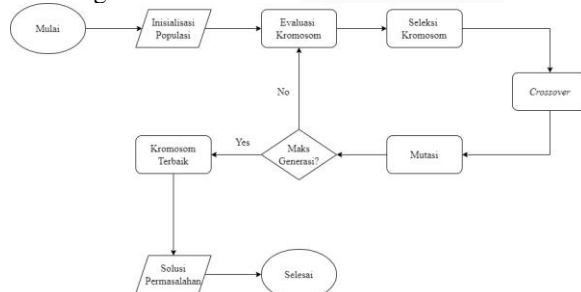 Mulai
Inisialisasi
Populasi
Evaluasi
Kromosom
Seleksi
Kromosom
Crossover
No
Kromosom
Terbaik
Yes
Maks
Generasi?
Mutasi
Solusi
Permasalahan
Selesai